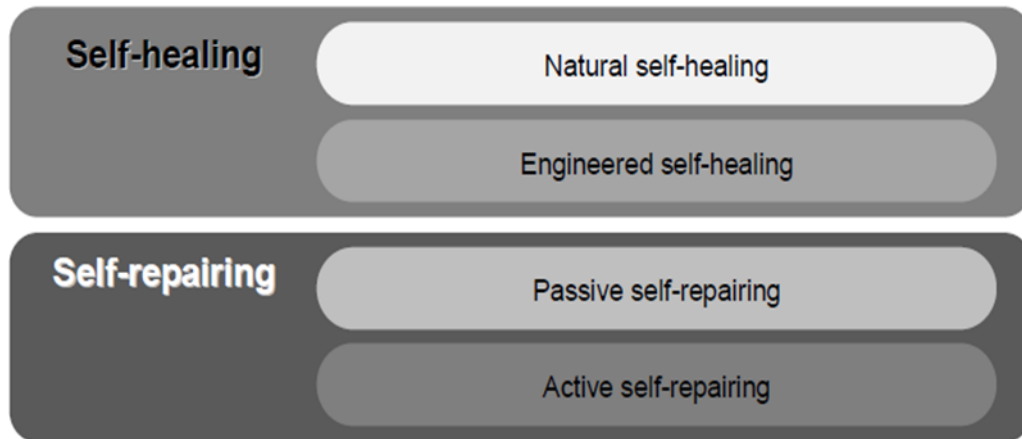 Self-healing
Natural self-healing
Engineered self-healing
Self-repairing
Passive self-repairing
Active self-repairing